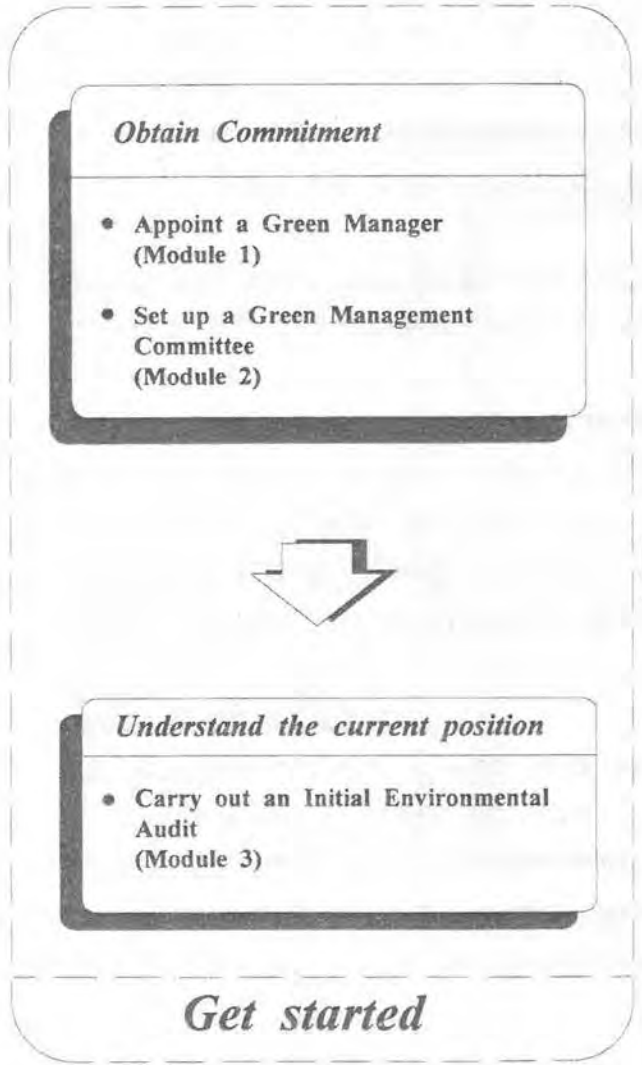 Obtain Commitment
• Appoint a Green Manager
(Module 1)
• Set up a Green Management
Committee
(Module 2)
Understand the current position
• Carry out an Initial Environmental
Audit
(Module 3)
Get started